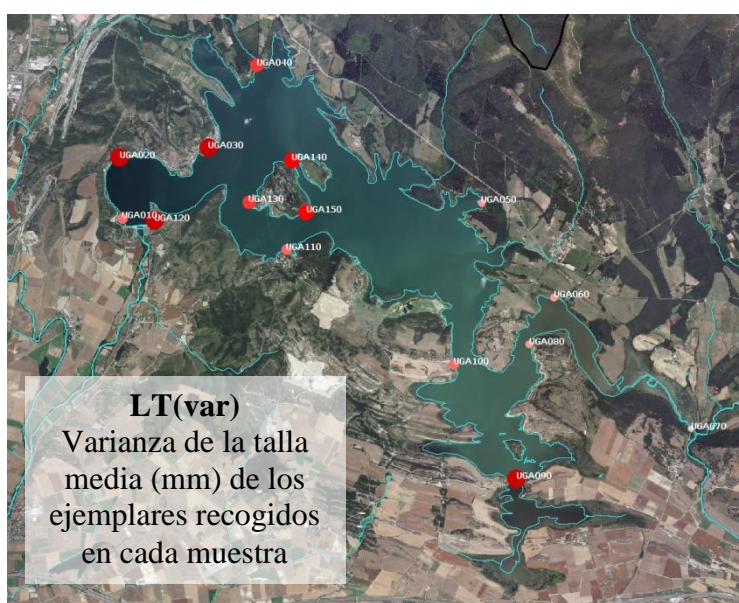 UGA040
UGA030
UGA020
UGA140
UGA130
UGA050
UGA010
UGA120
UGA150
UGA110
UGA060
UGA080
UGA100
UGA070
UGA090
LT(var)
Varianza de la talla
media (mm) de los
ejemplares recogidos
en cada muestra